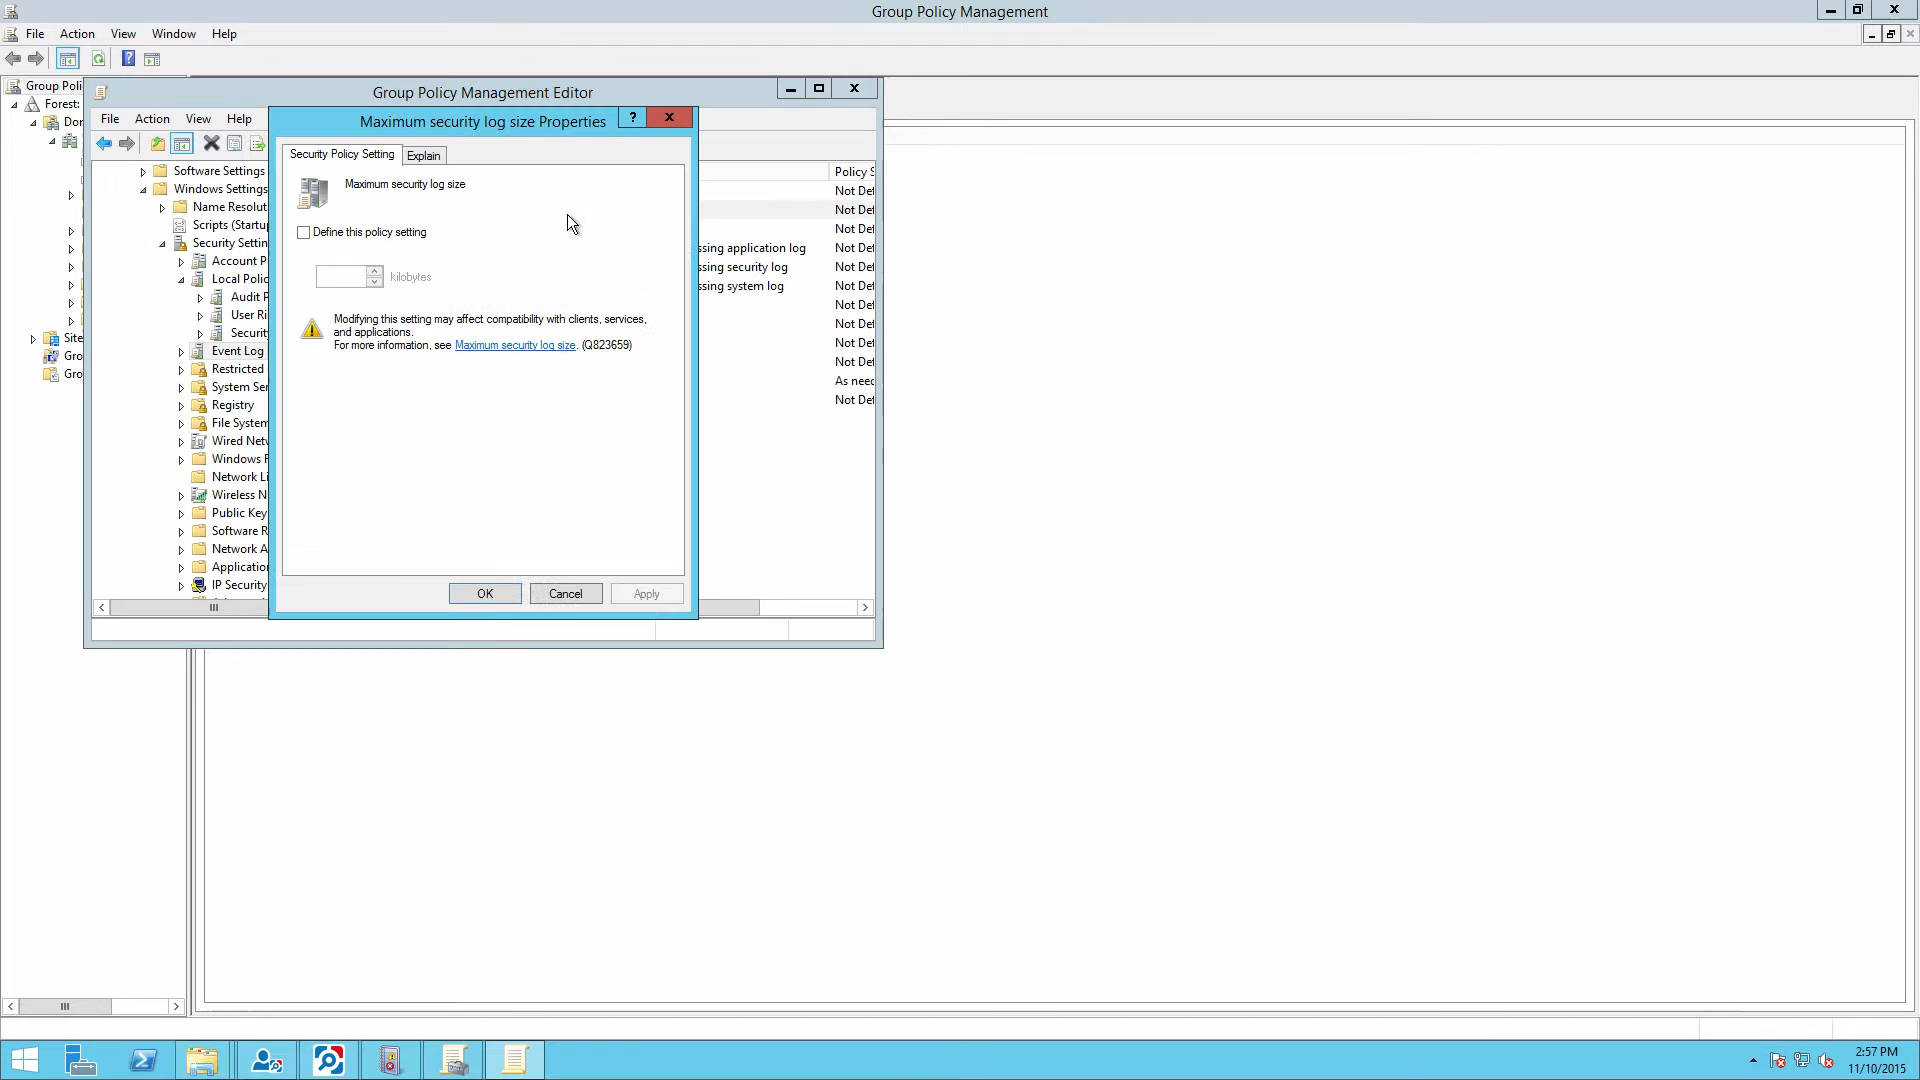 Group Policy Management
File Action View Window Help
Group Poli
Forest:
Dor
Site
Gro
Gro
Group Policy Management Editor
File Action View Help
Software Settings
Windows Settings
Name Resolut
Scripts (Startu
Security Settin
Account P
Local Polic
Audit P
User Ri
Securit
Event Log
Restricted
System Ser
Registry
File System
Wired Netw
Windows F
Network Li
Wireless N
Public Key
Software R
Network A
Application
IP Security
Policy S
Not Def
Not Def
Not Def
ssing application log Not Def
ssing security log Not Def
ssing system log Not Def
Not Def
Not Def
Not Def
Not Def
As need
Not Def
Maximum security log size Properties
Security Policy Setting Explain
Maximum security log size
Define this policy setting
kilobytes
Modifying this setting may affect compatibility with clients, services,
and applications.
For more information, see Maximum security log size. (Q823659)
OK Cancel Apply
2:57 PM
11/10/2015